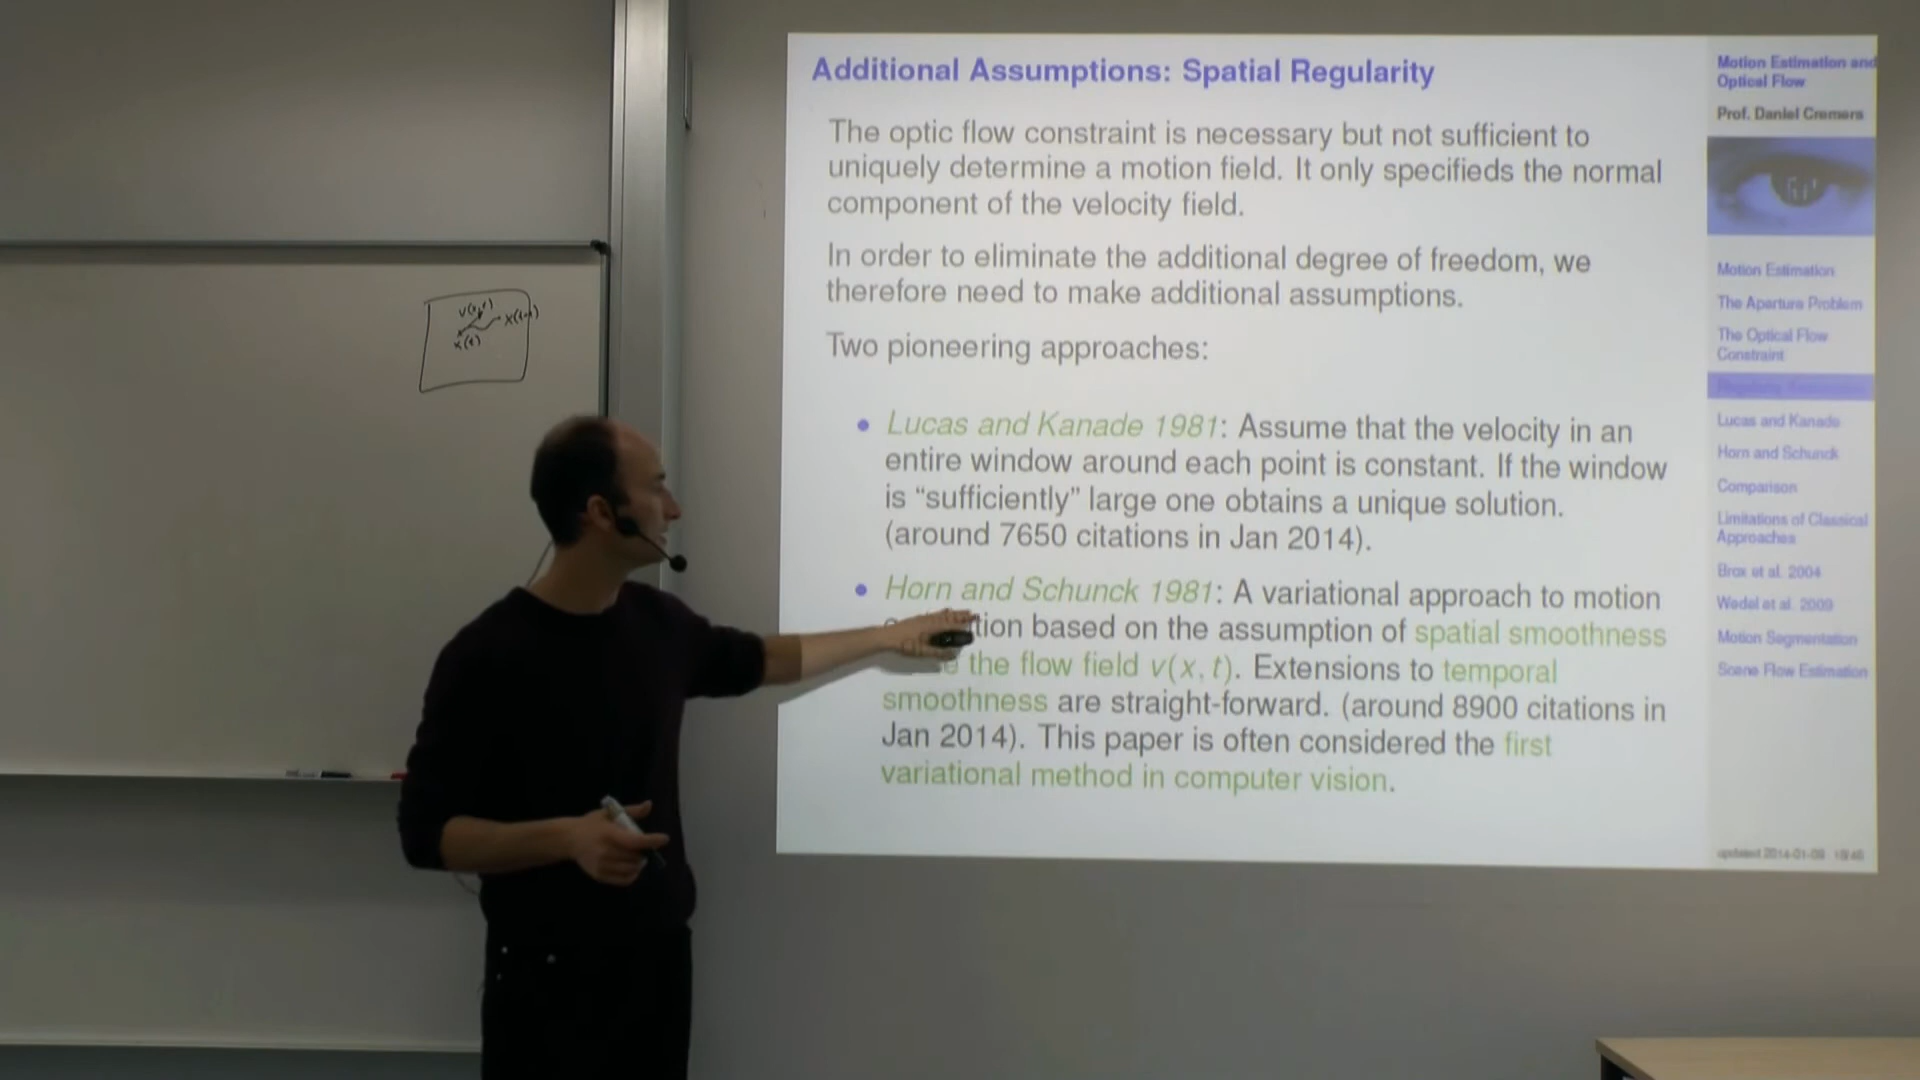 Additional Assumptions: Spatial Regularity
The optic flow constraint is necessary but not sufficient to
uniquely determine a motion field. It only specifieds the normal
component of the velocity field.
In order to eliminate the additional degree of freedom, we
therefore need to make additional assumptions.
Two pioneering approaches:
• Lucas and Kanade 1981: Assume that the velocity in an
entire window around each point is constant. If the window
is “sufficiently” large one obtains a unique solution.
(around 7650 citations in Jan 2014).
• Horn and Schunck 1981: A variational approach to motion
tion based on the assumption of spatial smoothness
the flow field v(x, t). Extensions to temporal
smoothness are straight-forward. (around 8900 citations in
Jan 2014). This paper is often considered the first
variational method in computer vision.
Motion Estimation and
Optical Flow
Prof. Daniel Cremers
Motion Estimation
The Aperture Problem
The Optical Flow
Constraint
Lucas and Kanade
Horn and Schunck
Comparison
Limitations of Classical
Approaches
Brox et al. 2004
Wedel et al. 2009
Motion Segmentation
Scene Flow Estimation
x(t)